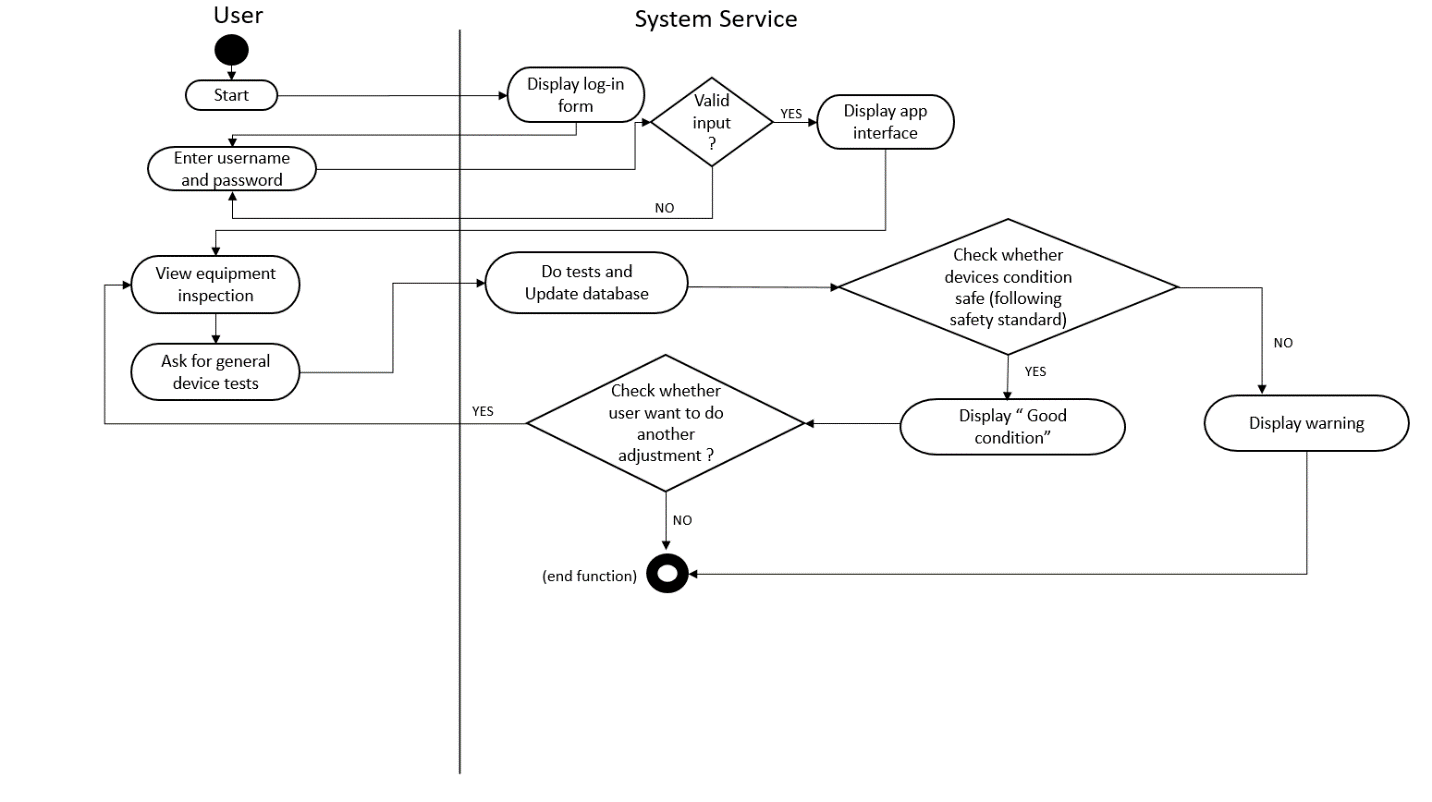 User
System Service
Start
Display log-in
form
Valid
input
?
YES
Display app
interface
Enter username
and password
NO
View equipment
inspection
Do tests and
Update database
Check whether
devices condition
safe (following
safety standard)
NO
Ask for general
device tests
YES
Check whether
user want to do
another
adjustment ?
YES
Display “ Good
condition”
Display warning
NO
(end function)